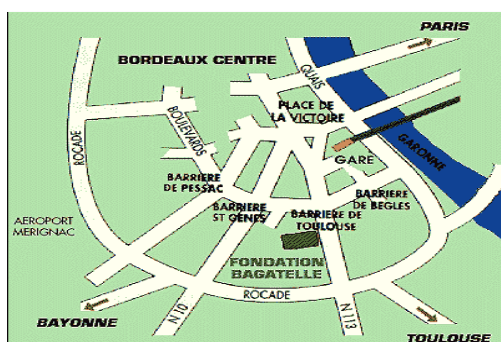 PARIS
BORDEAUX CENTRE
QUAIS
PLACE DE
LA VICTOIRE
BOULEVARDS
ROCADE
GARE
GARONNE
BARRIERE
DE PESSAC
BARRIERE
ST GENES
BARRIERE
DE BEGLES
BARRIERE DE
TOULOUSE
AEROPORT
MERIGNAC
FONDATION
BAGATELLE
ROCADE
BAYONNE
N 10
N 113
TOULOUSE